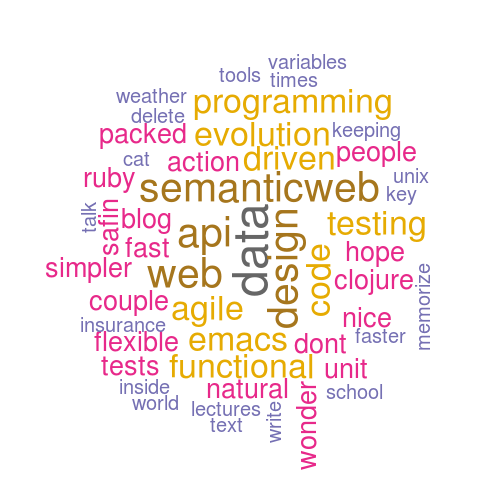 variables
tools
times
weather
programming
delete
packed
evolution
keeping
cat
action
driven
people
ruby
semanticweb
unix
key
talk
safin
blog
api
data
design
testing
fast
hope
simpler
web
code
clojure
memorize
couple
agile
nice
insurance
flexible
emacs
dont
faster
tests
functional
unit
inside
natural
school
world
lectures
write
wonder
text